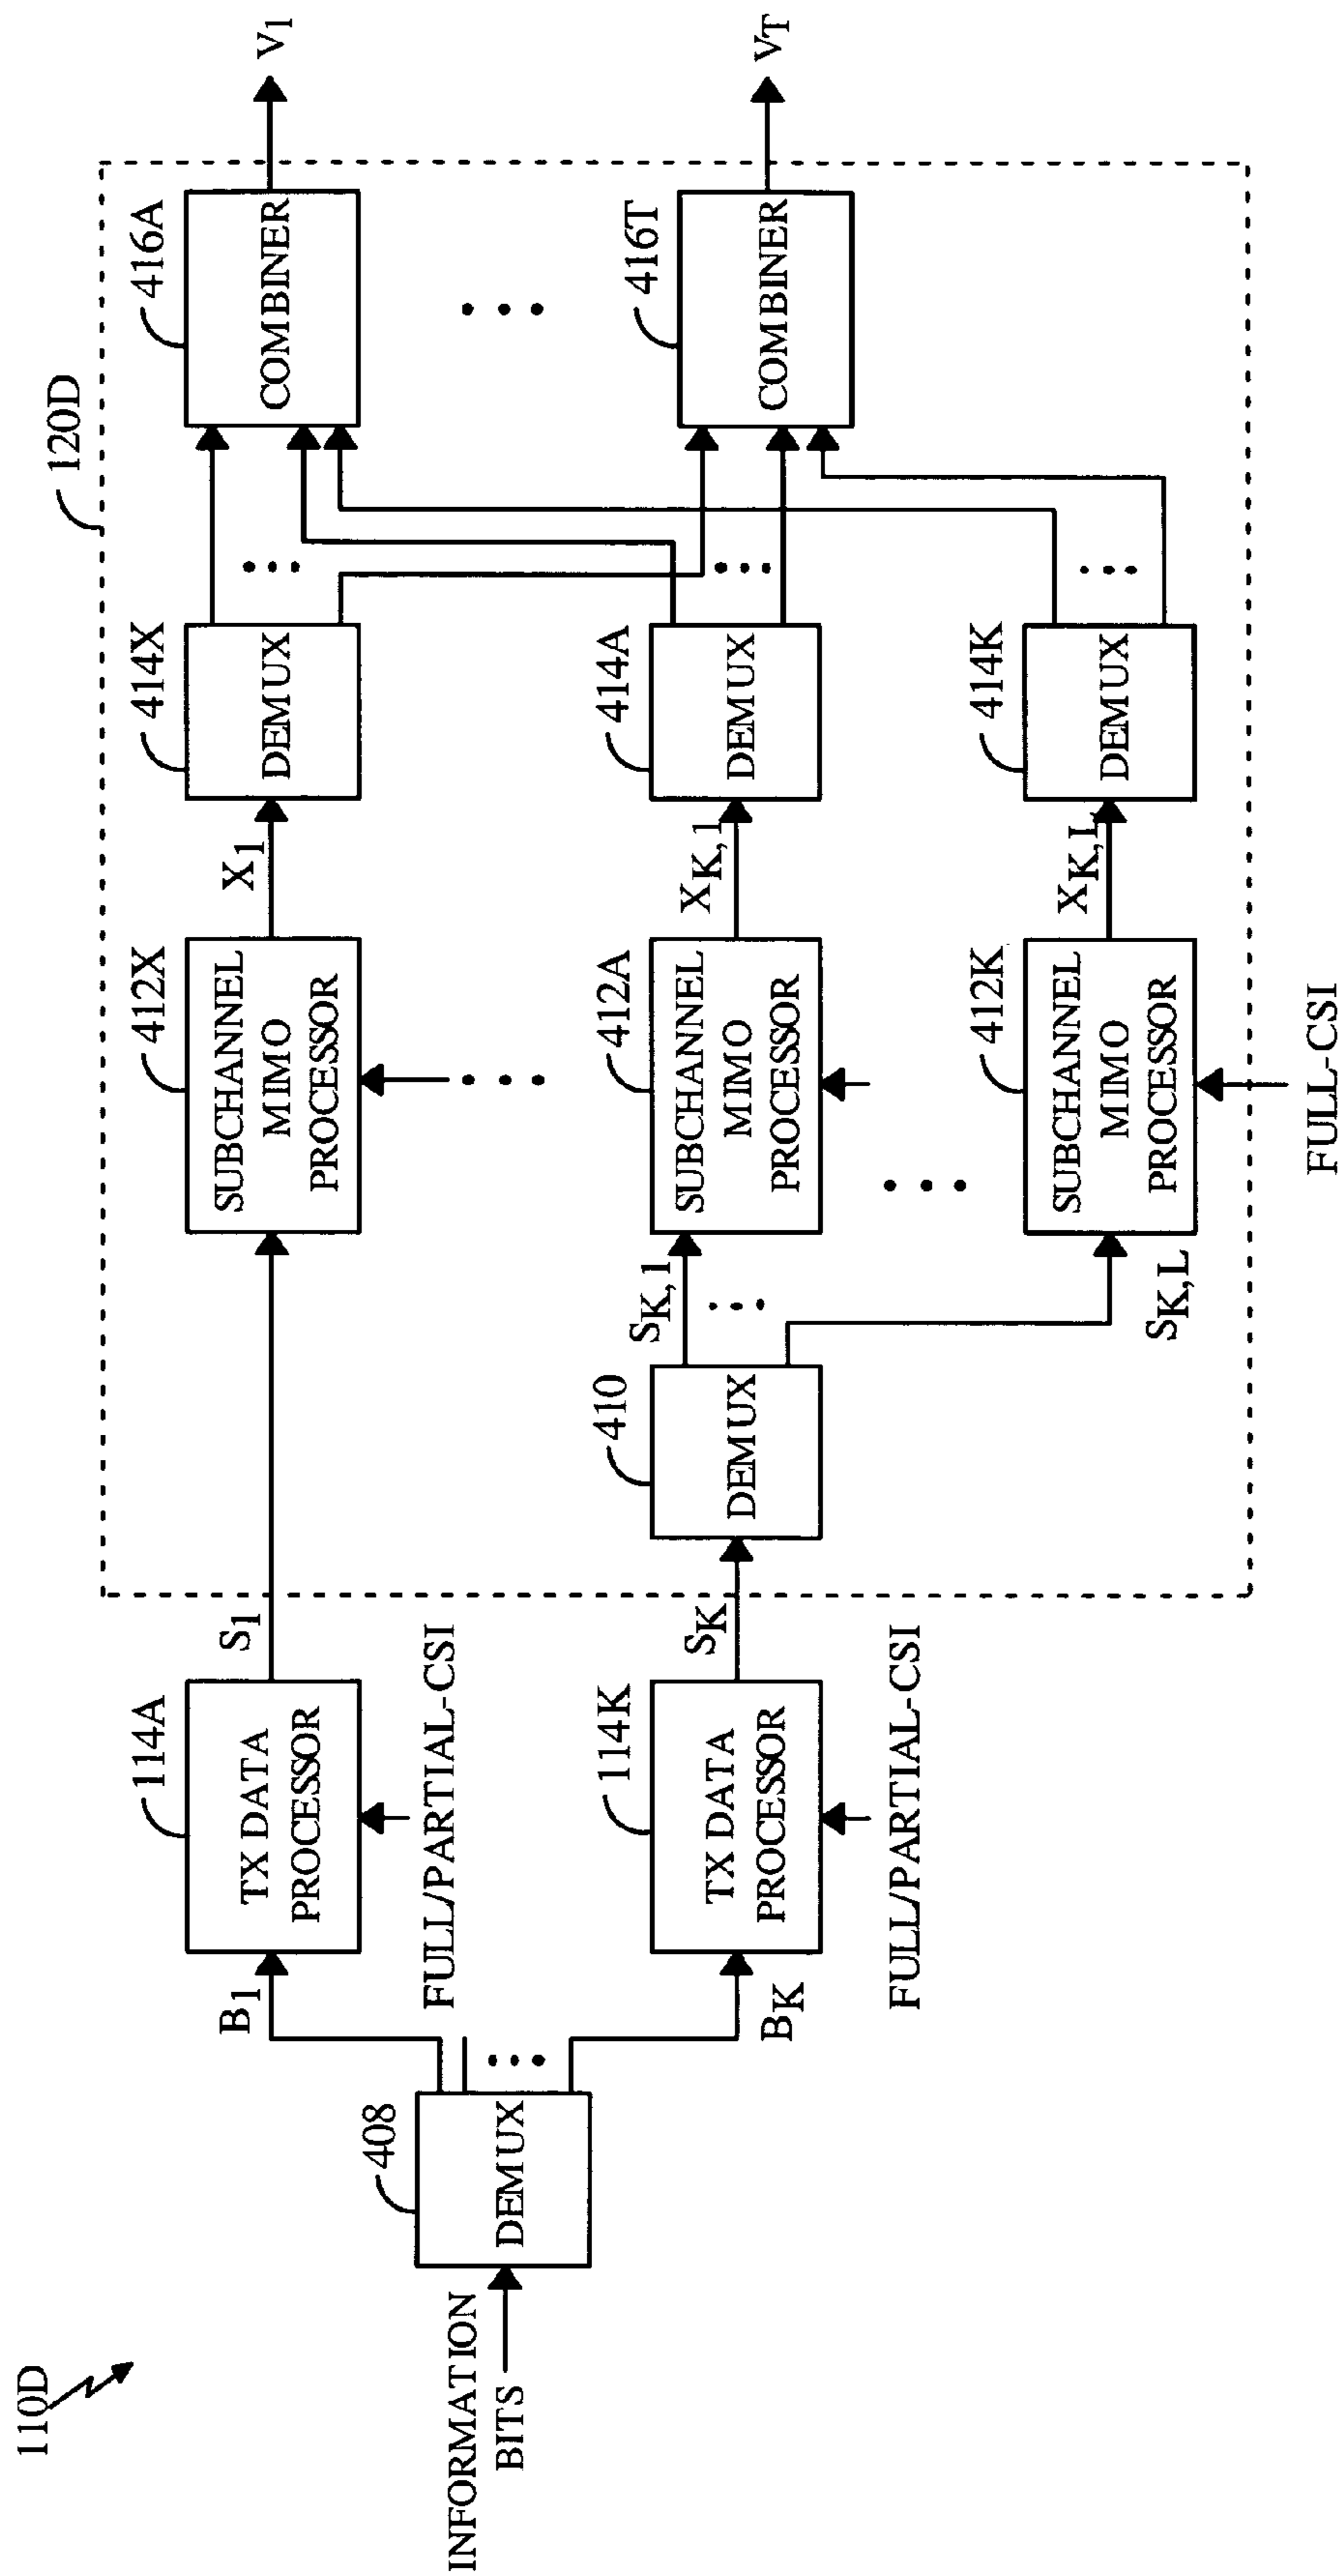 110D
INFORMATION
BITS
408
DEMUX
B1
BK
114A
TX DATA
PROCESSOR
FULL/PARTIAL-CSI
114K
TX DATA
PROCESSOR
FULL/PARTIAL-CSI
S1
SK
120D
410
DEMUX
SK,1
SK,L
412X
SUBCHANNEL
MIMO
PROCESSOR
412A
SUBCHANNEL
MIMO
PROCESSOR
412K
SUBCHANNEL
MIMO
PROCESSOR
FULL-CSI
X1
XK,1
XK,L
414X
DEMUX
414A
DEMUX
414K
DEMUX
416A
COMBINER
416T
COMBINER
V1
VT